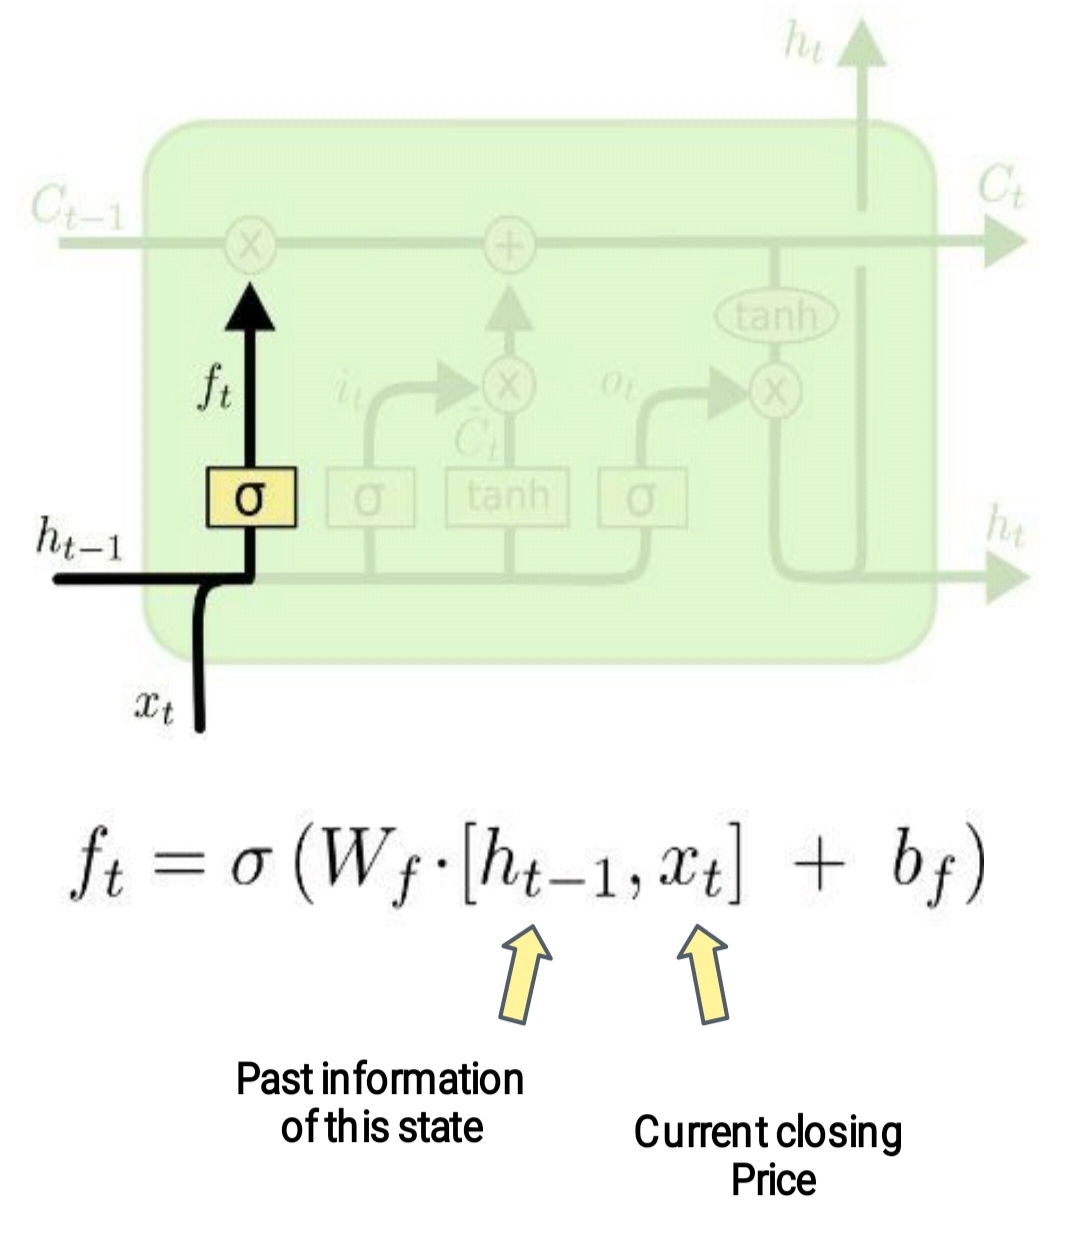 h_t
C_{t-1}
C_t
x
+
tanh
f_t
i_t
x
o_t
x
C̃_t
σ
σ
tanh
σ
h_{t-1}
h_t
x_t
f_t = σ (W_f · [h_{t-1}, x_t] + b_f)
Past information
of this state
Current closing
Price